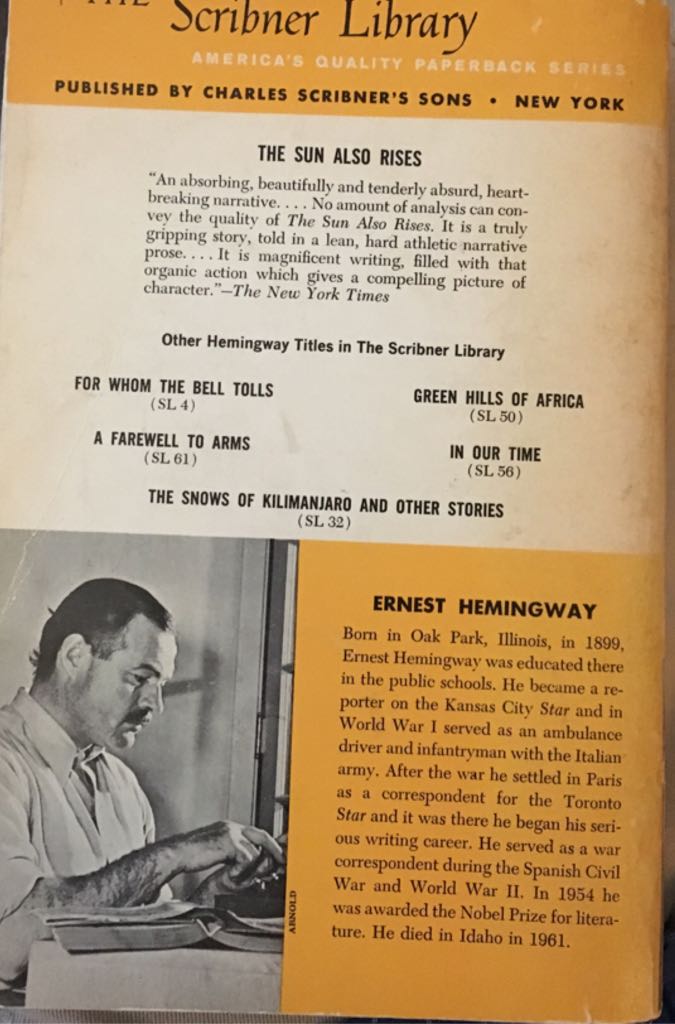 THE Scribner Library
AMERICA'S QUALITY PAPERBACK SERIES
PUBLISHED BY CHARLES SCRIBNER'S SONS • NEW YORK
THE SUN ALSO RISES
"An absorbing, beautifully and tenderly absurd, heart-
breaking narrative. . . . No amount of analysis can con-
vey the quality of The Sun Also Rises. It is a truly
gripping story, told in a lean, hard athletic narrative
prose. . . . It is magnificent writing, filled with that
organic action which gives a compelling picture of
character."—The New York Times
Other Hemingway Titles in The Scribner Library
FOR WHOM THE BELL TOLLS
(SL 4)
GREEN HILLS OF AFRICA
(SL 50)
A FAREWELL TO ARMS
(SL 61)
IN OUR TIME
(SL 56)
THE SNOWS OF KILIMANJARO AND OTHER STORIES
(SL 32)
ERNEST HEMINGWAY
Born in Oak Park, Illinois, in 1899,
Ernest Hemingway was educated there
in the public schools. He became a re-
porter on the Kansas City Star and in
World War I served as an ambulance
driver and infantryman with the Italian
army. After the war he settled in Paris
as a correspondent for the Toronto
Star and it was there he began his seri-
ous writing career. He served as a war
correspondent during the Spanish Civil
War and World War II. In 1954 he
was awarded the Nobel Prize for litera-
ture. He died in Idaho in 1961.
ARNOLD